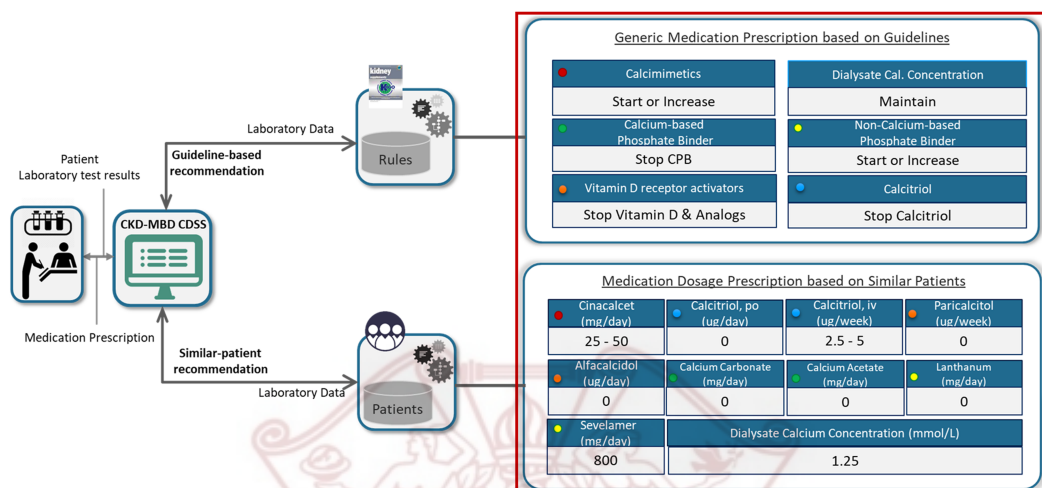 Generic Medication Prescription based on Guidelines
Calcimimetics
Start or Increase
Dialysate Cal. Concentration
Maintain
Calcium-based
Phosphate Binder
Stop CPB
Non-Calcium-based
Phosphate Binder
Start or Increase
Vitamin D receptor activators
Stop Vitamin D & Analogs
Calcitriol
Stop Calcitriol
kidney
Laboratory Data
Guideline-based
recommendation
Rules
Patient
Laboratory test results
CKD-MBD CDSS
Medication Prescription
Similar-patient
recommendation
Laboratory Data
Patients
Medication Dosage Prescription based on Similar Patients
Cinacalcet
(mg/day)
25 - 50
Calcitriol, po
(ug/day)
0
Calcitriol, iv
(ug/week)
2.5 - 5
Paricalcitol
(ug/week)
0
Alfacalcidol
(ug/day)
0
Calcium Carbonate
(mg/day)
0
Calcium Acetate
(mg/day)
0
Lanthanum
(mg/day)
0
Sevelamer
(mg/day)
800
Dialysate Calcium Concentration (mmol/L)
1.25